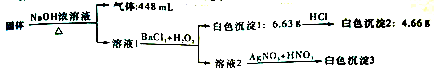 气体:448 mL
固体 NaOH浓溶液 △
溶液1 BaCl₂+H₂O₂ 白色沉淀1: 6.63 g HCl 白色沉淀2: 4.66 g
溶液2 AgNO₃+HNO₃ 白色沉淀3